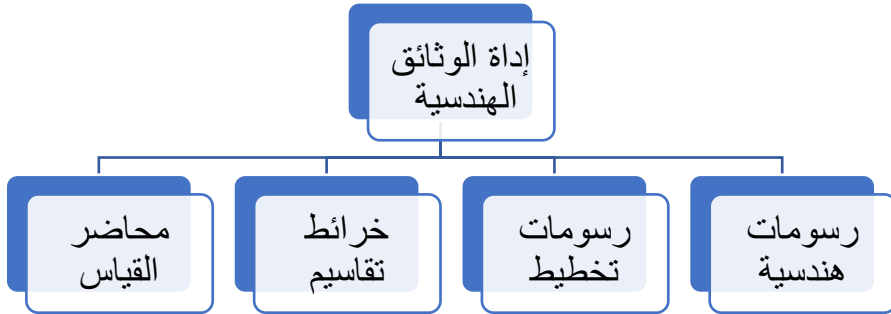 إداة الوثائق
الهندسية
رسومات
هندسية
رسومات
تخطيط
خرائط
تقاسيم
محاضر
القياس